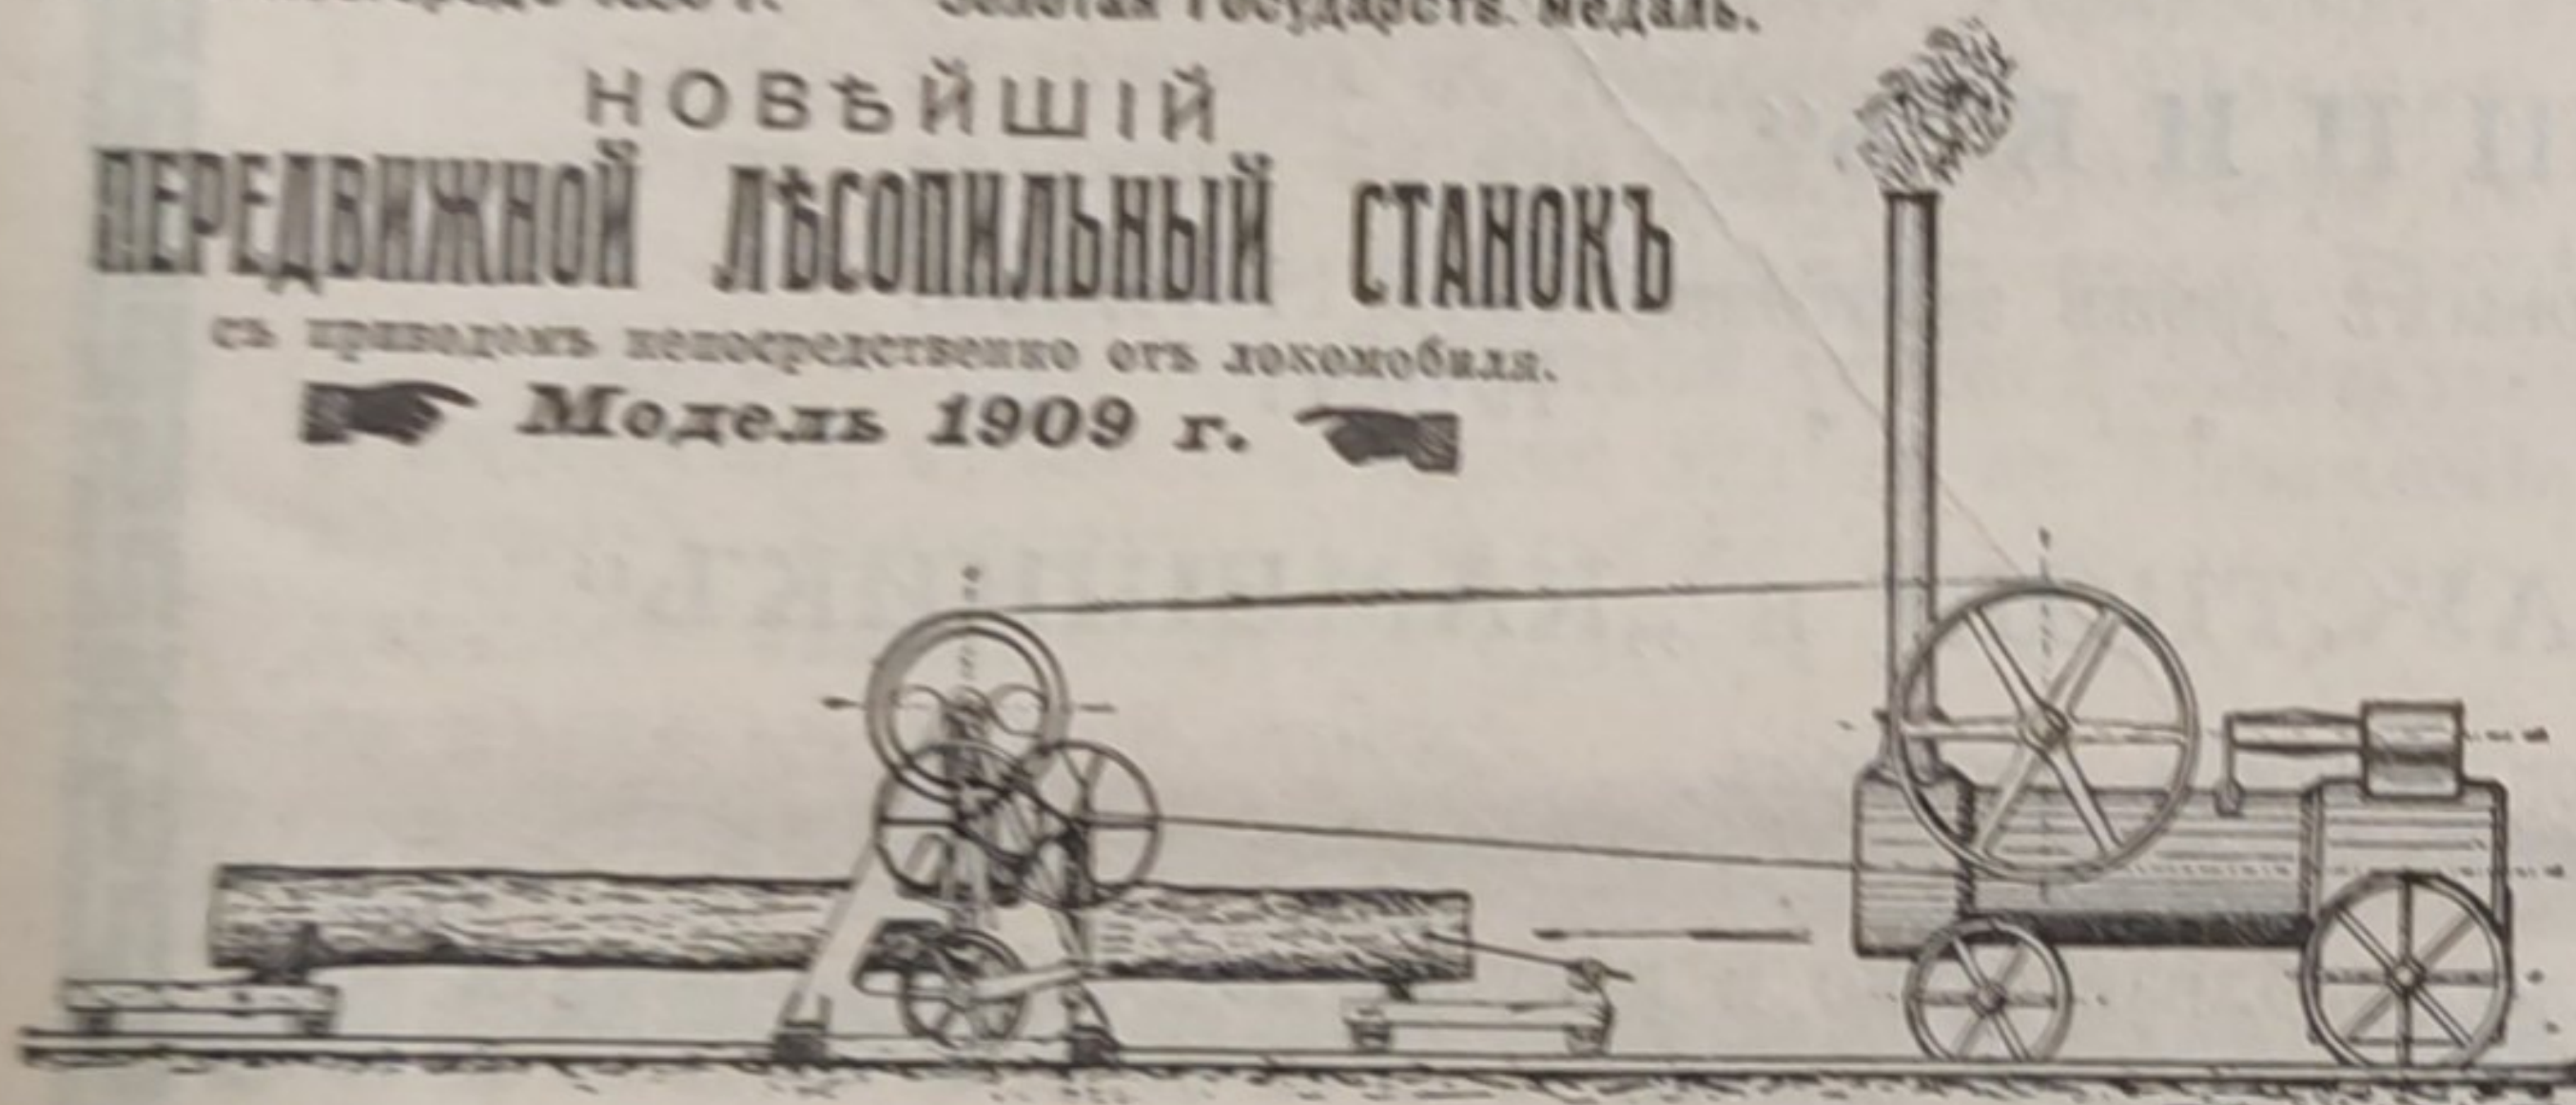 Золотая Государств. медаль.
НОВѢЙШІЙ
ПЕРЕДВИЖНОЙ ЛѢСОПИЛЬНЫЙ СТАНОКЪ
съ приводомъ непосредственно отъ локомобиля.
Модель 1909 г.